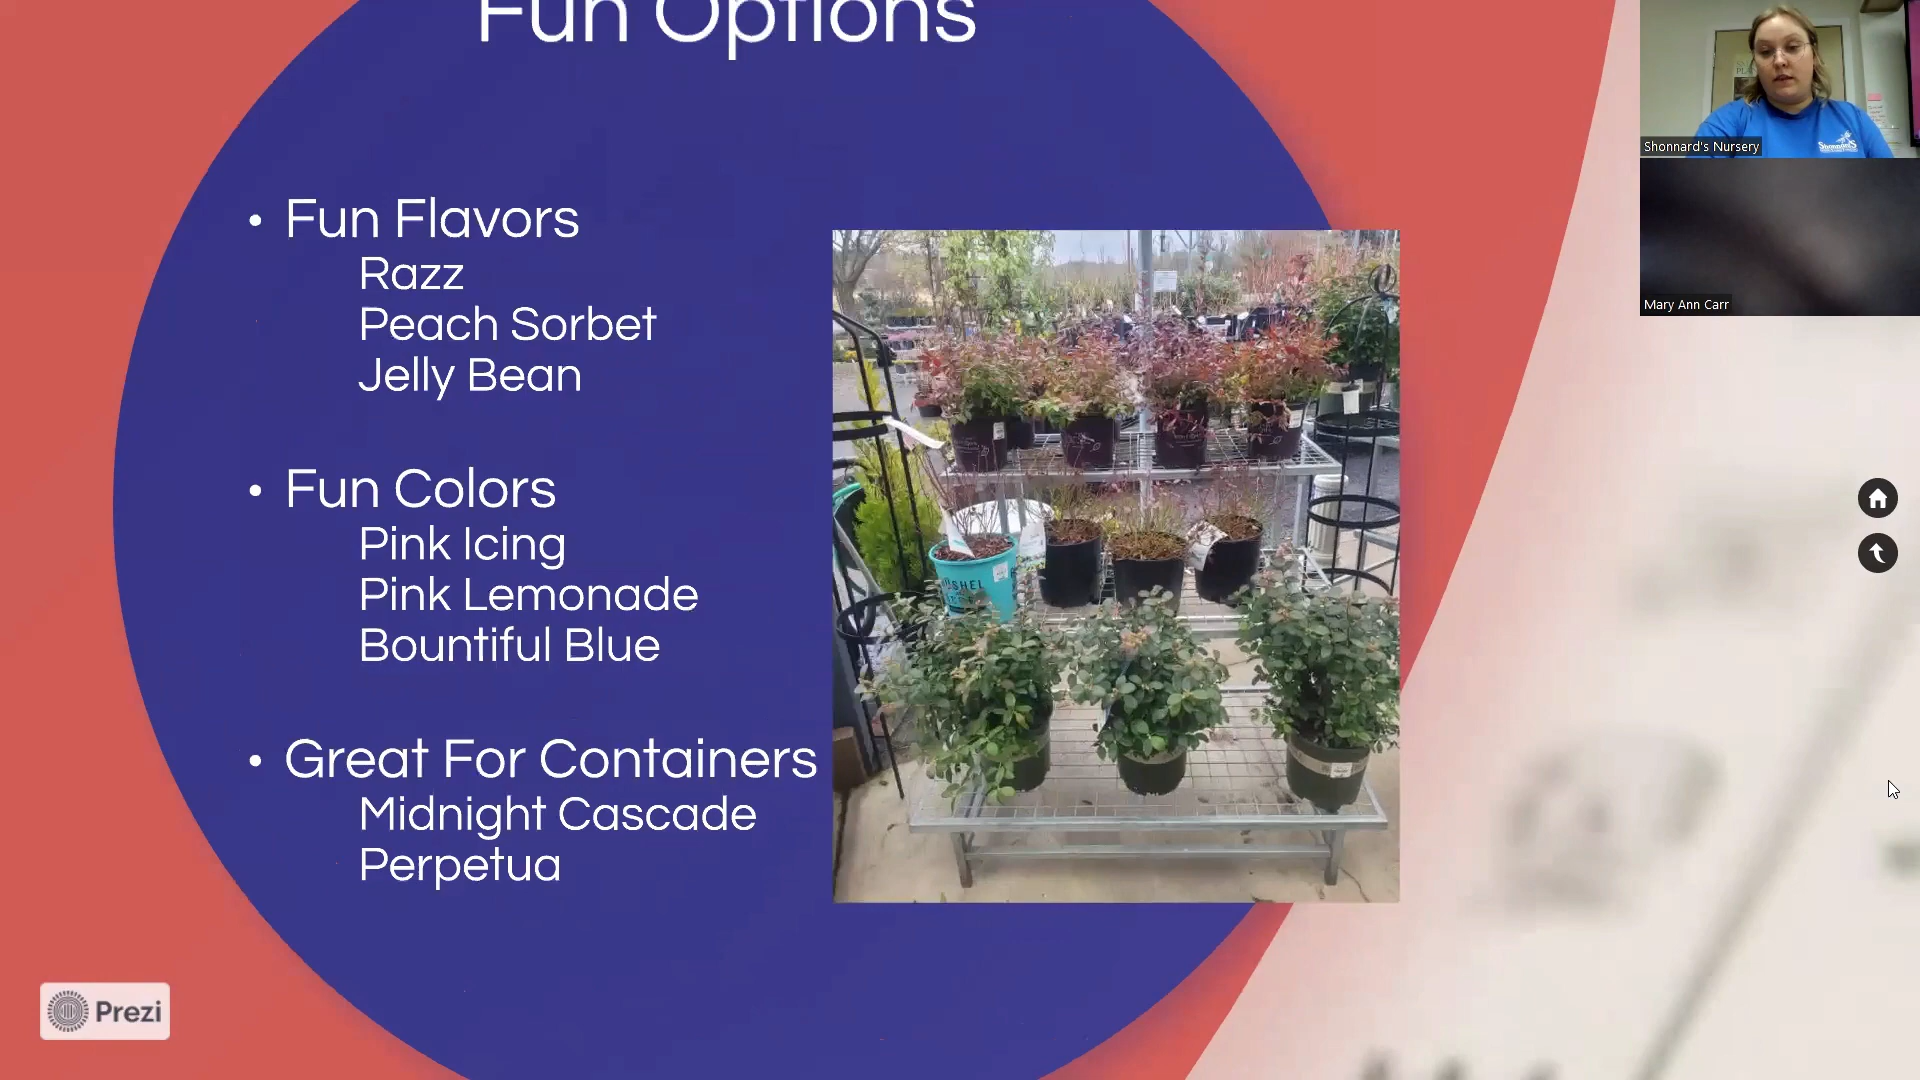 Fun Options
• Fun Flavors
Razz
Peach Sorbet
Jelly Bean
• Fun Colors
Pink Icing
Pink Lemonade
Bountiful Blue
• Great For Containers
Midnight Cascade
Perpetua
Prezi
Shonnard's Nursery
Shonnard's
Mary Ann Carr